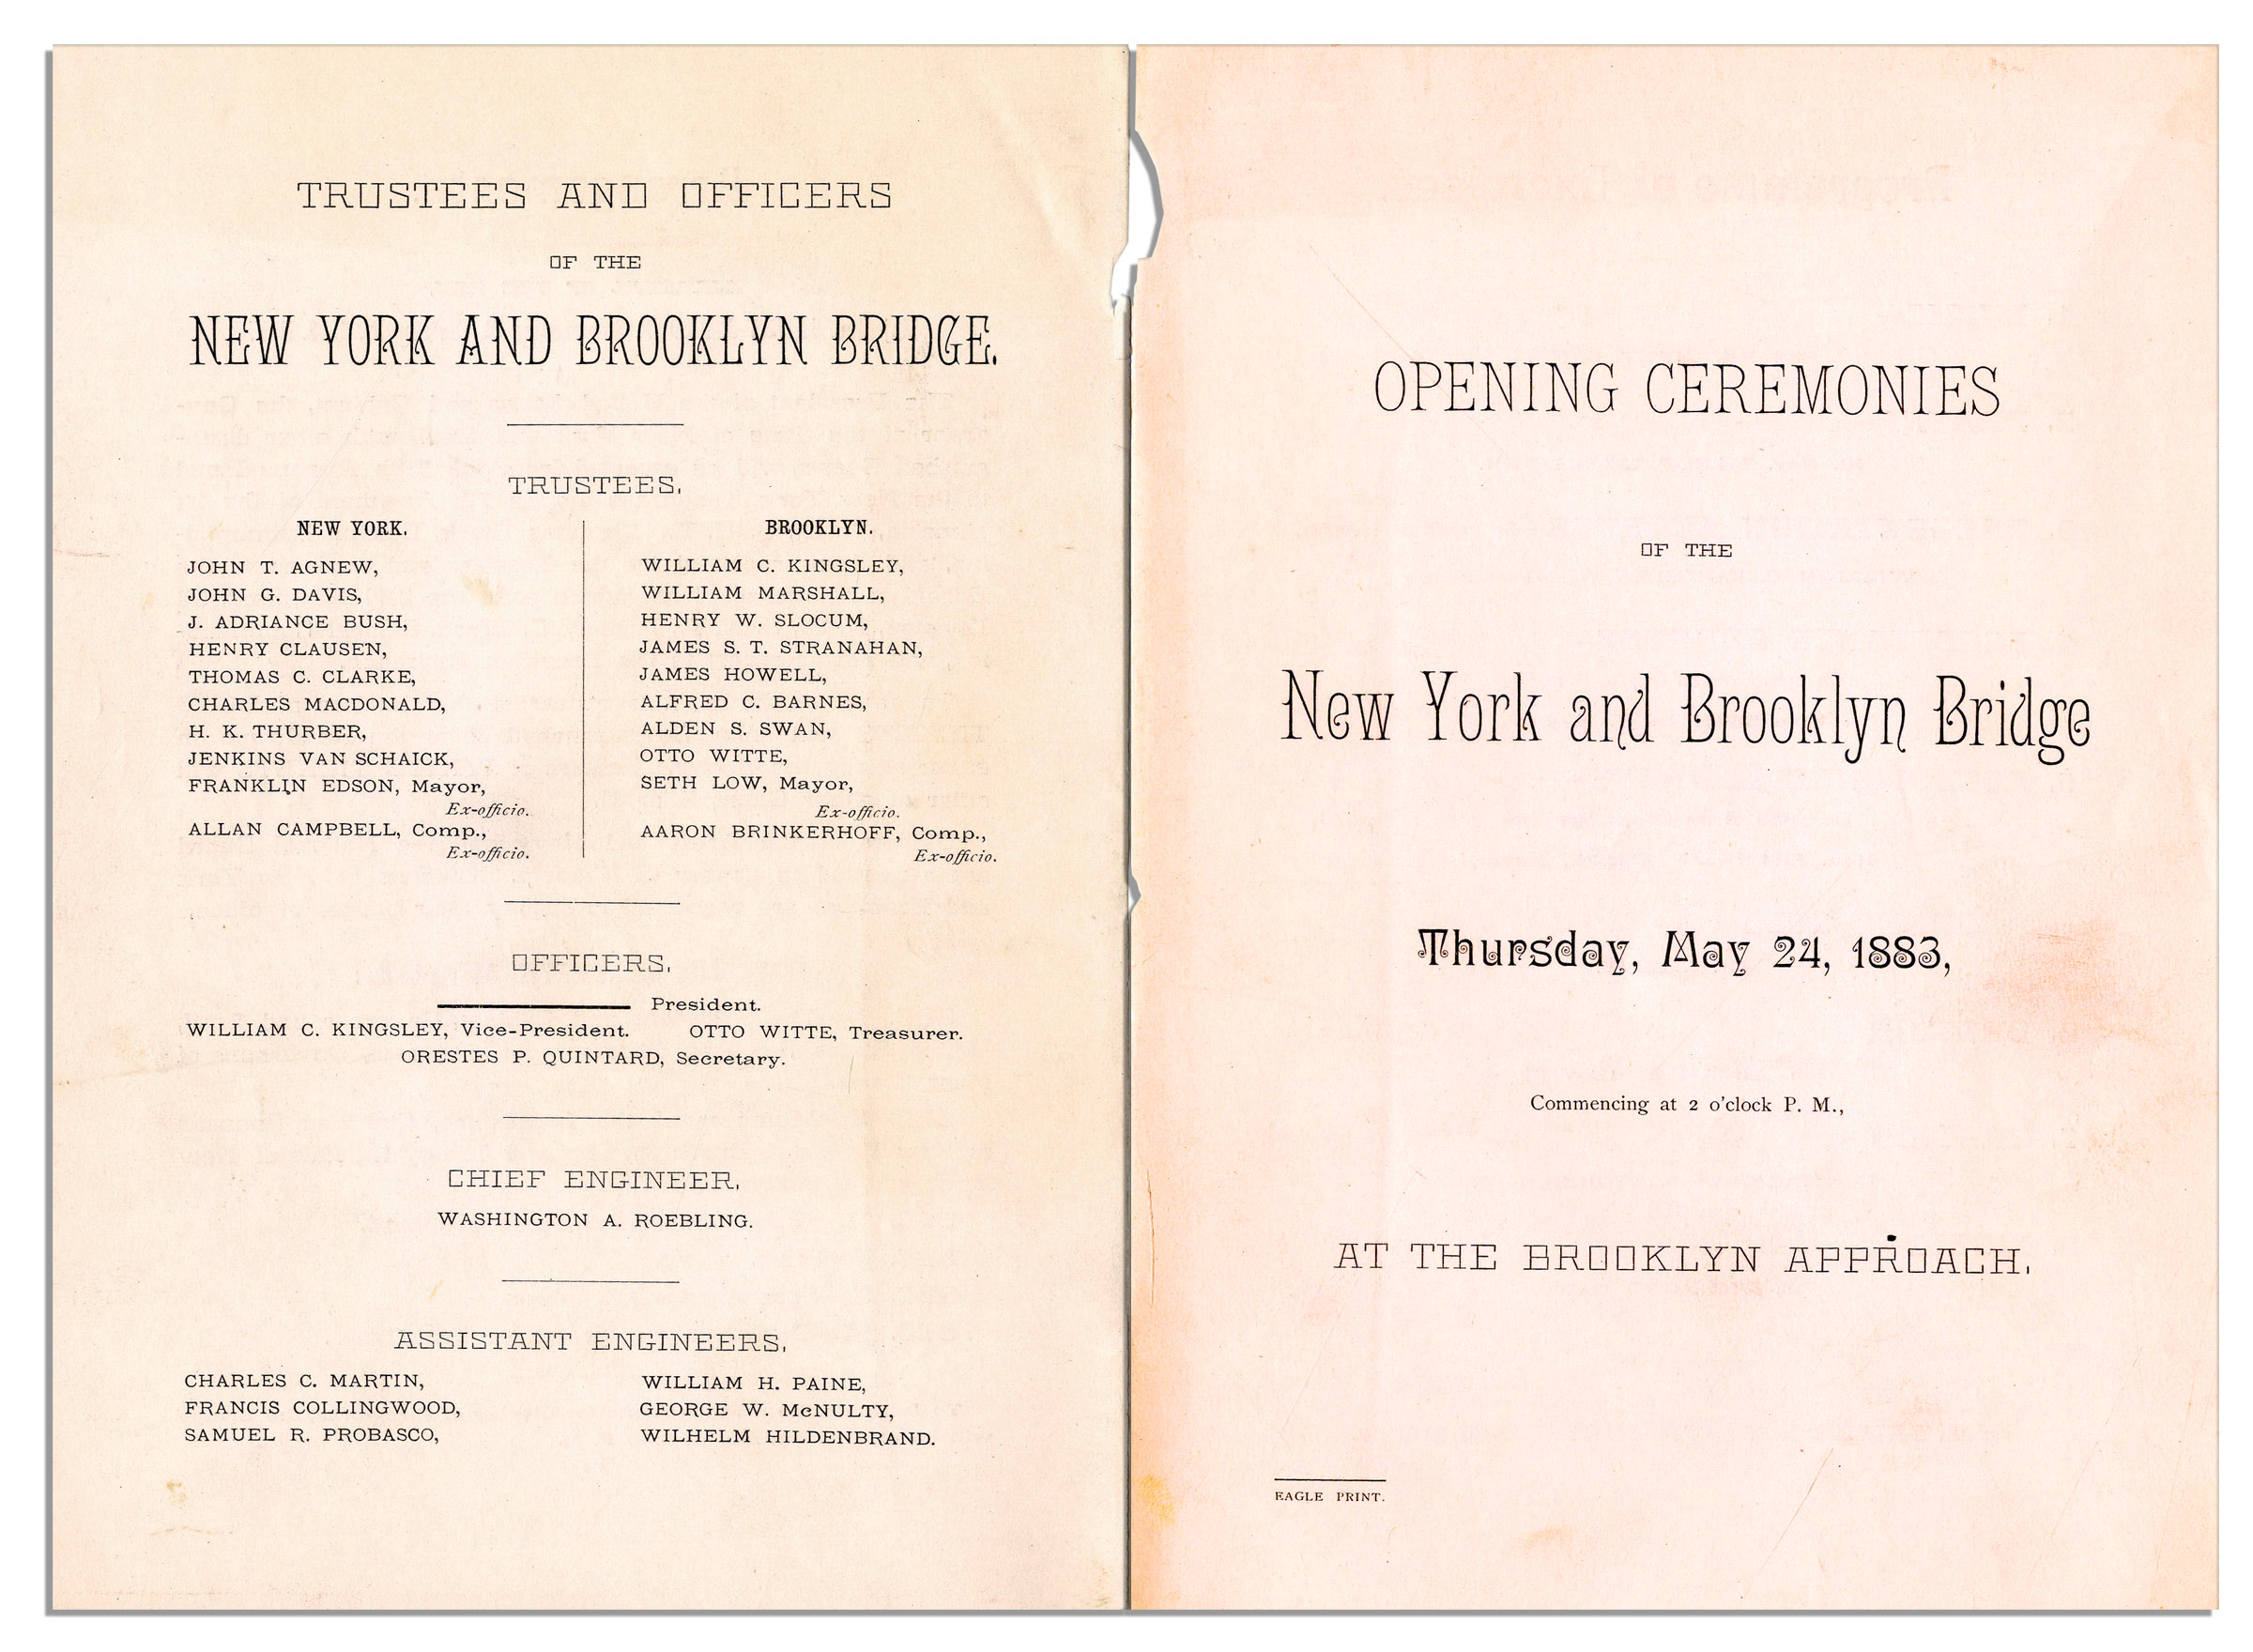 TRUSTEES AND OFFICERS
OF THE
NEW YORK AND BROOKLYN BRIDGE.
TRUSTEES.
NEW YORK.
JOHN T. AGNEW,
JOHN G. DAVIS,
J. ADRIANCE BUSH,
HENRY CLAUSEN,
THOMAS C. CLARKE,
CHARLES MACDONALD,
H. K. THURBER,
JENKINS VAN SCHAICK,
FRANKLIN EDSON, Mayor,
Ex-officio.
ALLAN CAMPBELL, Comp.,
Ex-officio.
BROOKLYN.
WILLIAM C. KINGSLEY,
WILLIAM MARSHALL,
HENRY W. SLOCUM,
JAMES S. T. STRANAHAN,
JAMES HOWELL,
ALFRED C. BARNES,
ALDEN S. SWAN,
OTTO WITTE,
SETH LOW, Mayor,
Ex-officio.
AARON BRINKERHOFF, Comp.,
Ex-officio.
OFFICERS.
President.
WILLIAM C. KINGSLEY, Vice-President. OTTO WITTE, Treasurer.
ORESTES P. QUINTARD, Secretary.
CHIEF ENGINEER.
WASHINGTON A. ROEBLING.
ASSISTANT ENGINEERS.
CHARLES C. MARTIN,
FRANCIS COLLINGWOOD,
SAMUEL R. PROBASCO,
WILLIAM H. PAINE,
GEORGE W. McNULTY,
WILHELM HILDENBRAND.
OPENING CEREMONIES
OF THE
New York and Brooklyn Bridge
Thursday, May 24, 1883,
Commencing at 2 o'clock P. M.,
AT THE BROOKLYN APPROACH.
EAGLE PRINT.